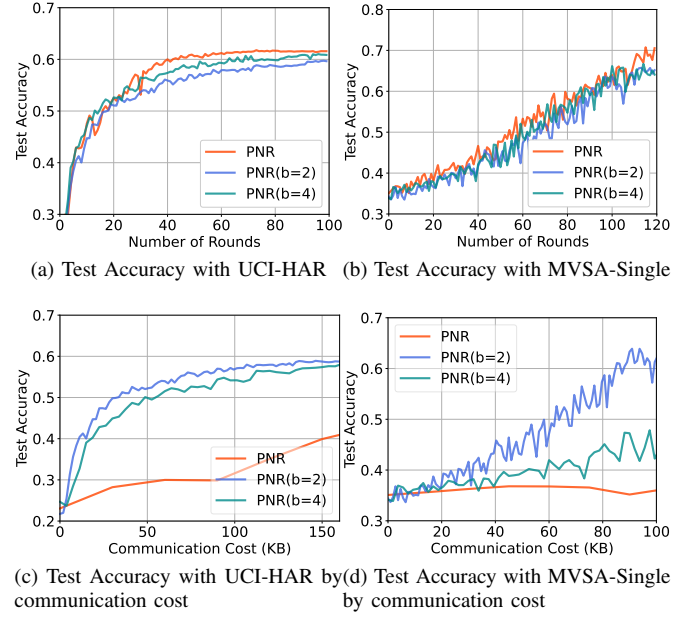 0.7
0.6
0.5
0.4
0.3
Test Accuracy
PNR
PNR(b=2)
PNR(b=4)
0 20 40 60 80 100
Number of Rounds
(a) Test Accuracy with UCI-HAR
0.8
0.7
0.6
0.5
0.4
0.3
Test Accuracy
PNR
PNR(b=2)
PNR(b=4)
0 20 40 60 80 100 120
Number of Rounds
(b) Test Accuracy with MVSA-Single
0.7
0.6
0.5
0.4
0.3
0.2
Test Accuracy
PNR
PNR(b=2)
PNR(b=4)
0 50 100 150
Communication Cost (KB)
(c) Test Accuracy with UCI-HAR by
communication cost
0.7
0.6
0.5
0.4
0.3
Test Accuracy
PNR
PNR(b=2)
PNR(b=4)
0 20 40 60 80 100
Communication Cost (KB)
(d) Test Accuracy with MVSA-Single
by communication cost